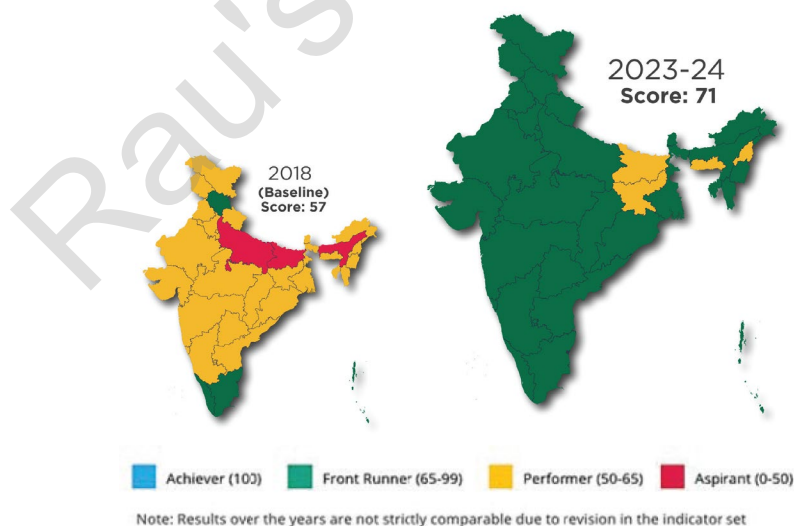 Rau's
2023-24
Score: 71
2018
(Baseline)
Score: 57
Achiever (100)
Front Runner (65-99)
Performer (50-65)
Aspirant (0-50)
Note: Results over the years are not strictly comparable due to revision in the indicator set